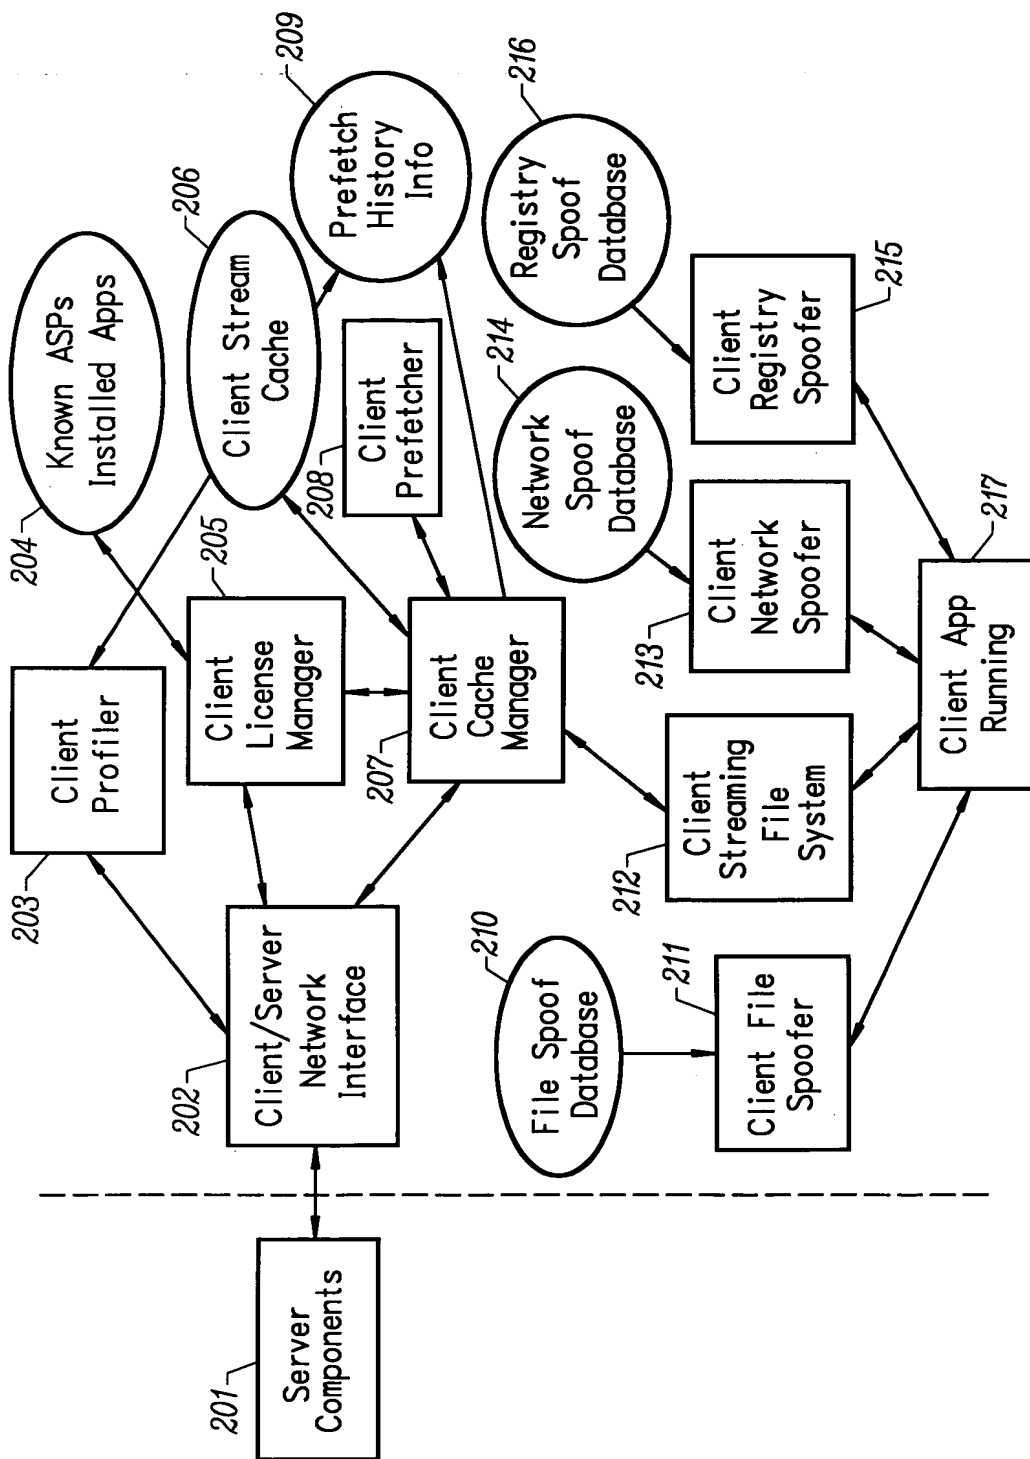 201
Server
Components
202
Client/Server
Network
Interface
203
Client
Profiler
204
Known ASPs
Installed Apps
205
Client
License
Manager
206
Client Stream
Cache
207
Client
Cache
Manager
208
Client
Prefetcher
209
Prefetch
History
Info
210
File Spoof
Database
211
Client File
Spoofer
212
Client
Streaming
File
System
213
Client
Network
Spoofer
214
Network
Spoof
Database
215
Client
Registry
Spoofer
216
Registry
Spoof
Database
217
Client App
Running